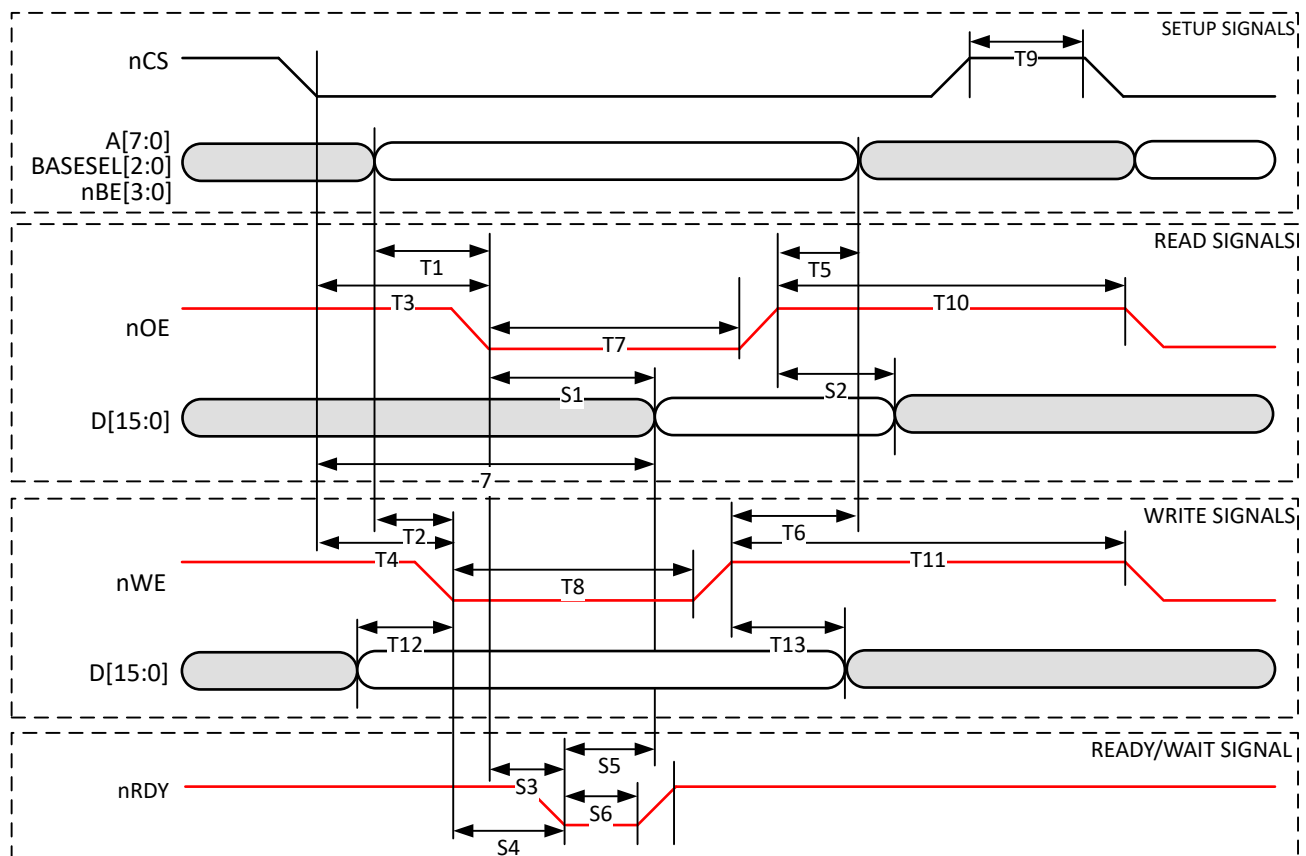 SETUP SIGNALS
nCS
T9
A[7:0]
BASESEL[2:0]
nBE[3:0]
READ SIGNALS
T1
T5
T3
T10
nOE
T7
S1
S2
D[15:0]
7
WRITE SIGNALS
T2
T6
T4
T11
nWE
T8
T12
T13
D[15:0]
READY/WAIT SIGNAL
S5
nRDY
S3
S6
S4